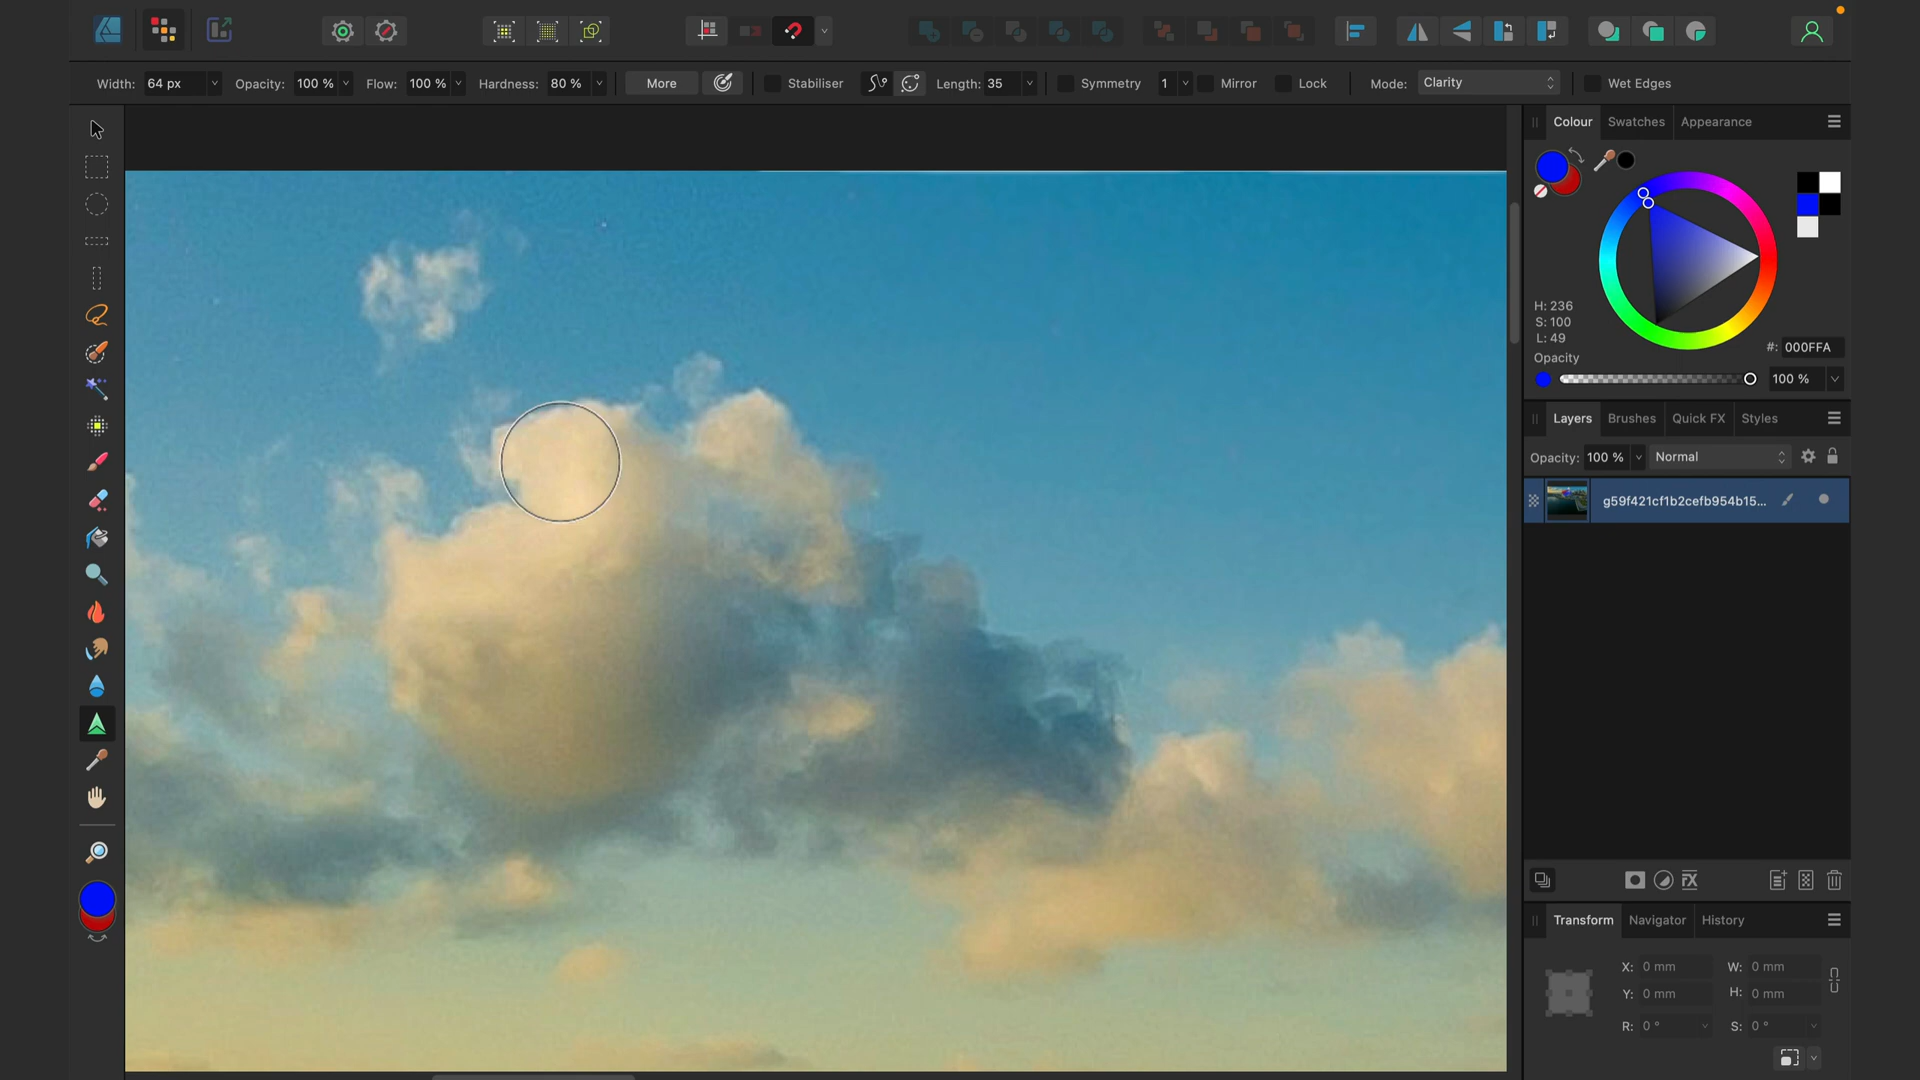 Width: 64 px Opacity: 100 % Flow: 100 % Hardness: 80 % More Stabiliser Length: 35 Symmetry 1 Mirror Lock Mode: Clarity Wet Edges
Colour Swatches Appearance
H: 236
S: 100
L: 49
#: 000FFA
Opacity
100 %
Layers Brushes Quick FX Styles
Opacity: 100 % Normal
g59f421cf1b2cefb954b15...
FX
Transform Navigator History
X: 0 mm W: 0 mm
Y: 0 mm H: 0 mm
R: 0 ° S: 0 °